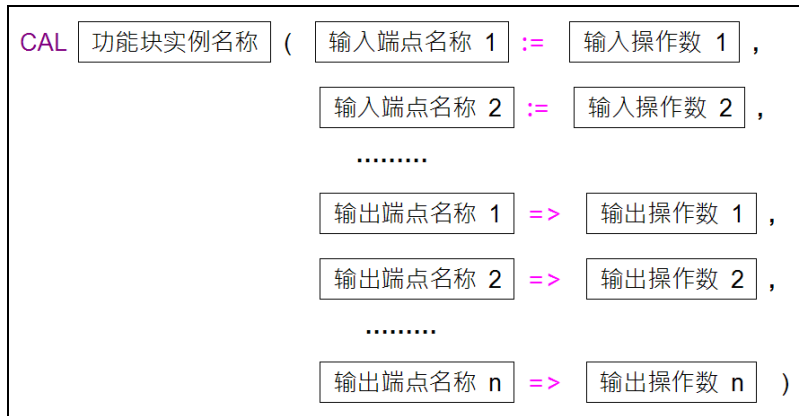 CAL 功能块实例名称 ( 输入端点名称 1 := 输入操作数 1 ,
输入端点名称 2 := 输入操作数 2 ,
………
输出端点名称 1 => 输出操作数 1 ,
输出端点名称 2 => 输出操作数 2 ,
………
输出端点名称 n => 输出操作数 n )